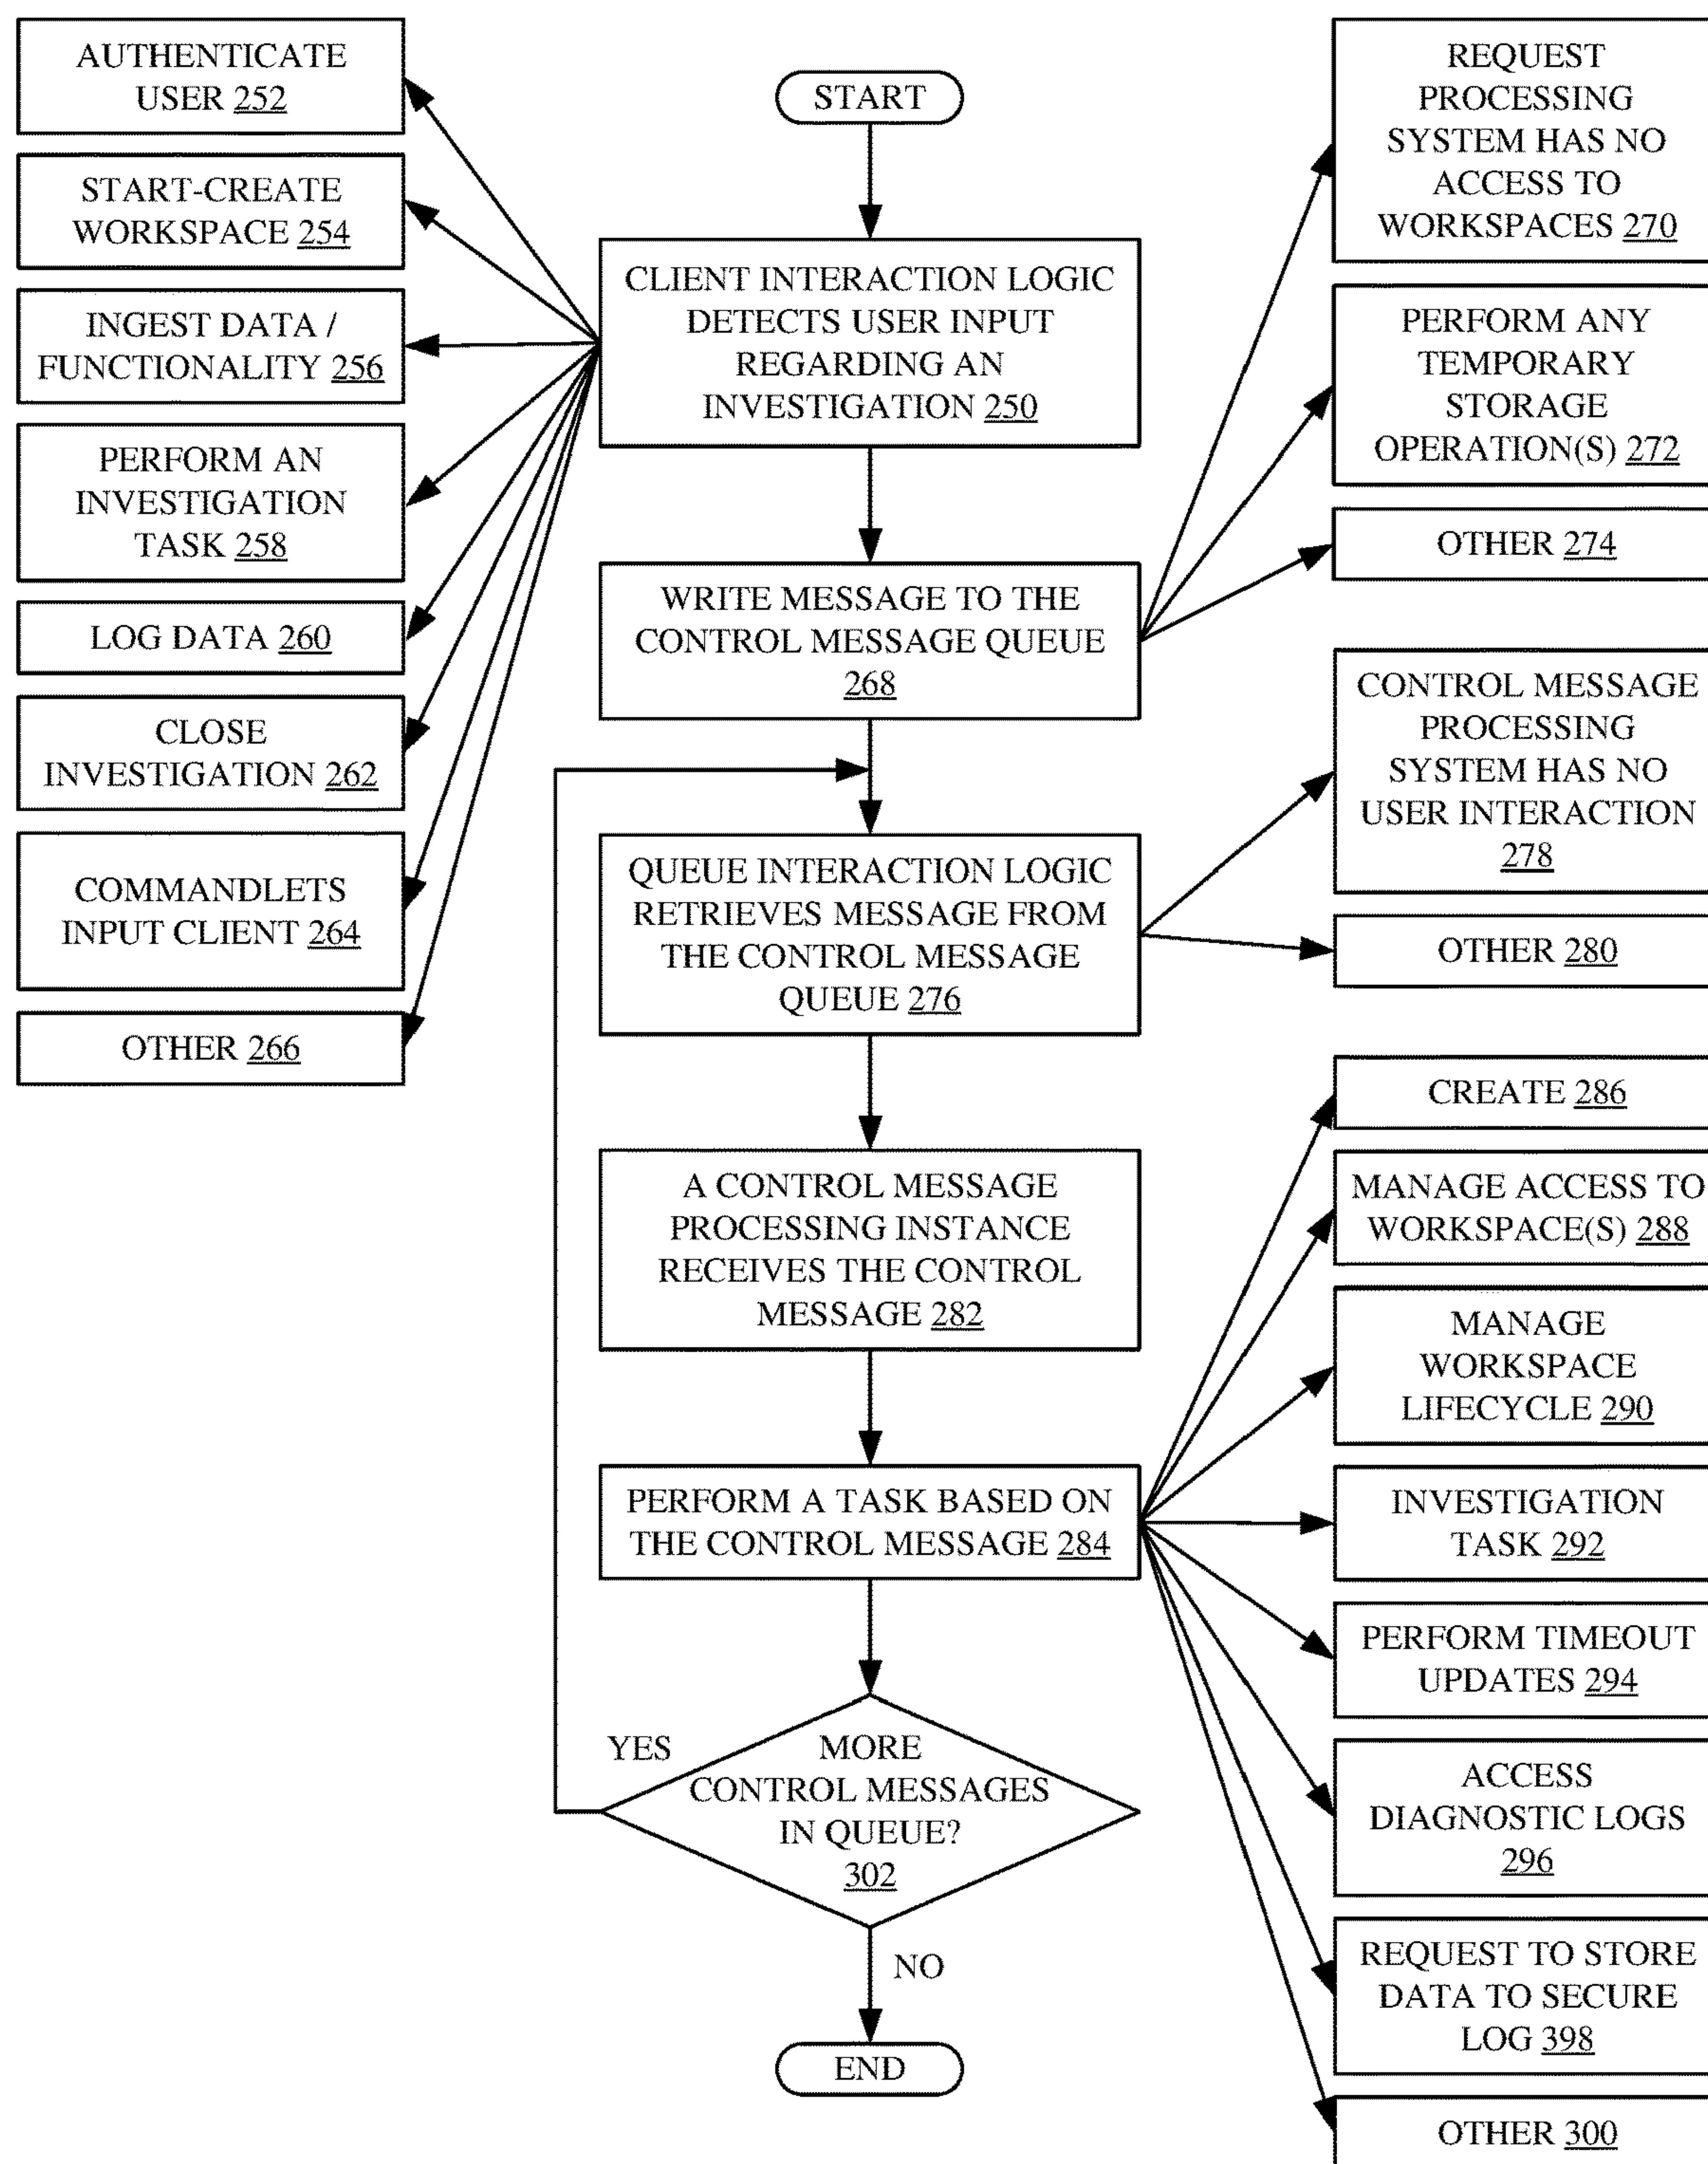 AUTHENTICATE
USER 252
START-CREATE
WORKSPACE 254
INGEST DATA /
FUNCTIONALITY 256
PERFORM AN
INVESTIGATION
TASK 258
LOG DATA 260
CLOSE
INVESTIGATION 262
COMMANDLETS
INPUT CLIENT 264
OTHER 266
START
CLIENT INTERACTION LOGIC
DETECTS USER INPUT
REGARDING AN
INVESTIGATION 250
WRITE MESSAGE TO THE
CONTROL MESSAGE QUEUE
268
QUEUE INTERACTION LOGIC
RETRIEVES MESSAGE FROM
THE CONTROL MESSAGE
QUEUE 276
A CONTROL MESSAGE
PROCESSING INSTANCE
RECEIVES THE CONTROL
MESSAGE 282
PERFORM A TASK BASED ON
THE CONTROL MESSAGE 284
YES
MORE
CONTROL MESSAGES
IN QUEUE?
302
NO
END
REQUEST
PROCESSING
SYSTEM HAS NO
ACCESS TO
WORKSPACES 270
PERFORM ANY
TEMPORARY
STORAGE
OPERATION(S) 272
OTHER 274
CONTROL MESSAGE
PROCESSING
SYSTEM HAS NO
USER INTERACTION
278
OTHER 280
CREATE 286
MANAGE ACCESS TO
WORKSPACE(S) 288
MANAGE
WORKSPACE
LIFECYCLE 290
INVESTIGATION
TASK 292
PERFORM TIMEOUT
UPDATES 294
ACCESS
DIAGNOSTIC LOGS
296
REQUEST TO STORE
DATA TO SECURE
LOG 398
OTHER 300